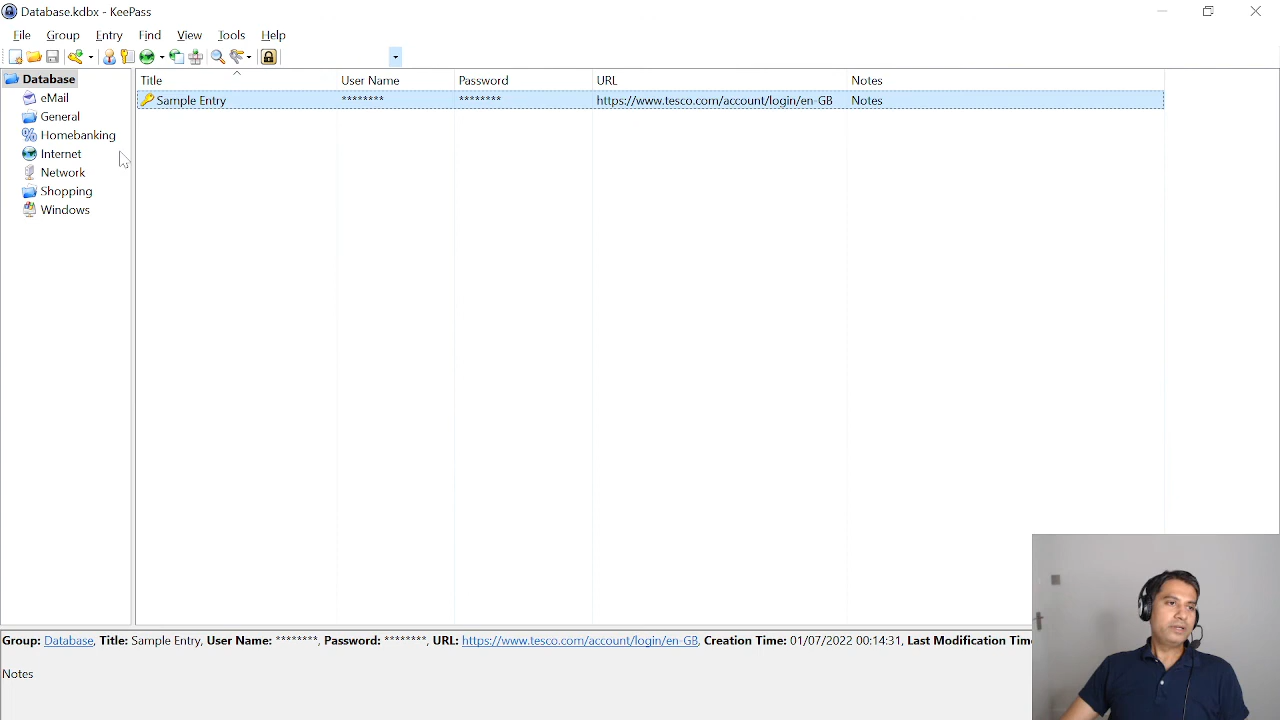 Database.kdbx - KeePass
File Group Entry Find View Tools Help
Database
eMail
General
Homebanking
Internet
Network
Shopping
Windows
Title User Name Password URL Notes
Sample Entry ******** ******** https://www.tesco.com/account/login/en-GB Notes
Group: Database, Title: Sample Entry, User Name: ********, Password: ********, URL: https://www.tesco.com/account/login/en-GB, Creation Time: 01/07/2022 00:14:31, Last Modification Time
Notes